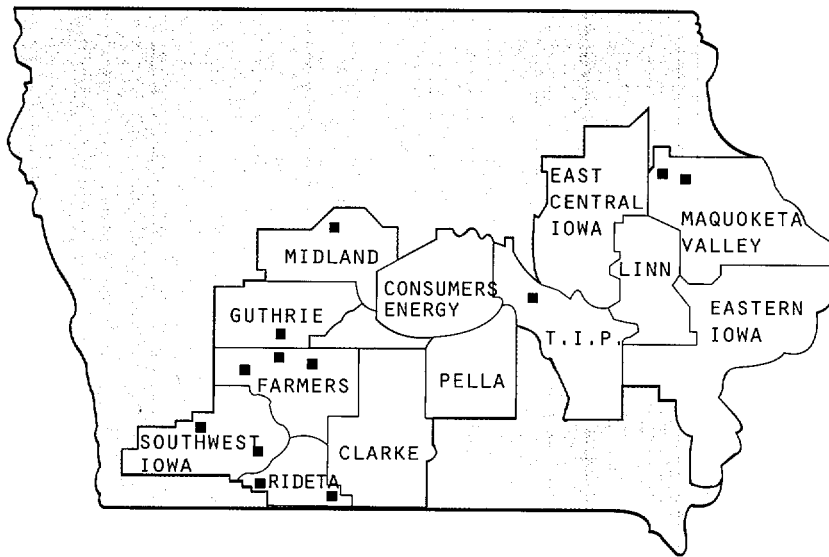 EAST
CENTRAL
IOWA
MAQUOKETA
VALLEY
MIDLAND
LINN
CONSUMERS
ENERGY
EASTERN
IOWA
GUTHRIE
T.I.P.
PELLA
FARMERS
SOUTHWEST
IOWA
CLARKE
RIDETA